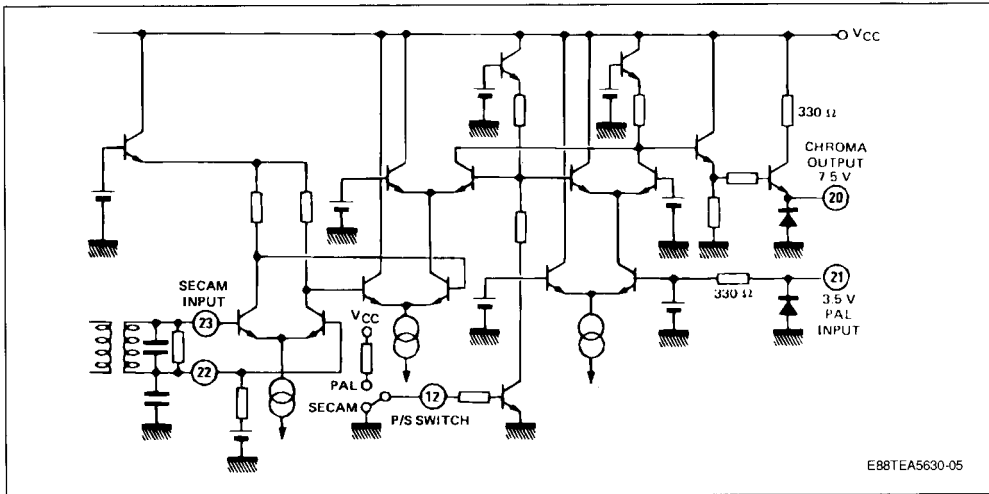 VCC
330 Ω
CHROMA
OUTPUT
7 5 V
20
SECAM
INPUT
23
22
VCC
PAL
SECAM
12
P/S SWITCH
330 Ω
21
3.5 V
PAL
INPUT
E88TEA5630-05